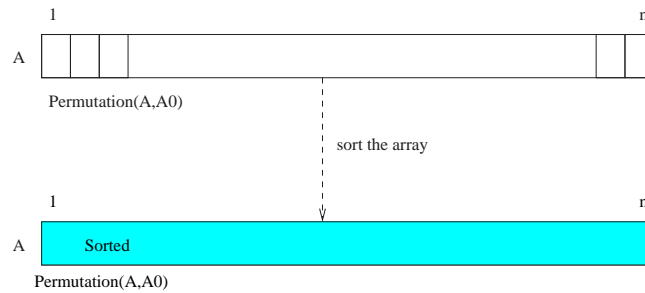 1 n
A
Permutation(A,A0)
sort the array
1 n
A Sorted
Permutation(A,A0)